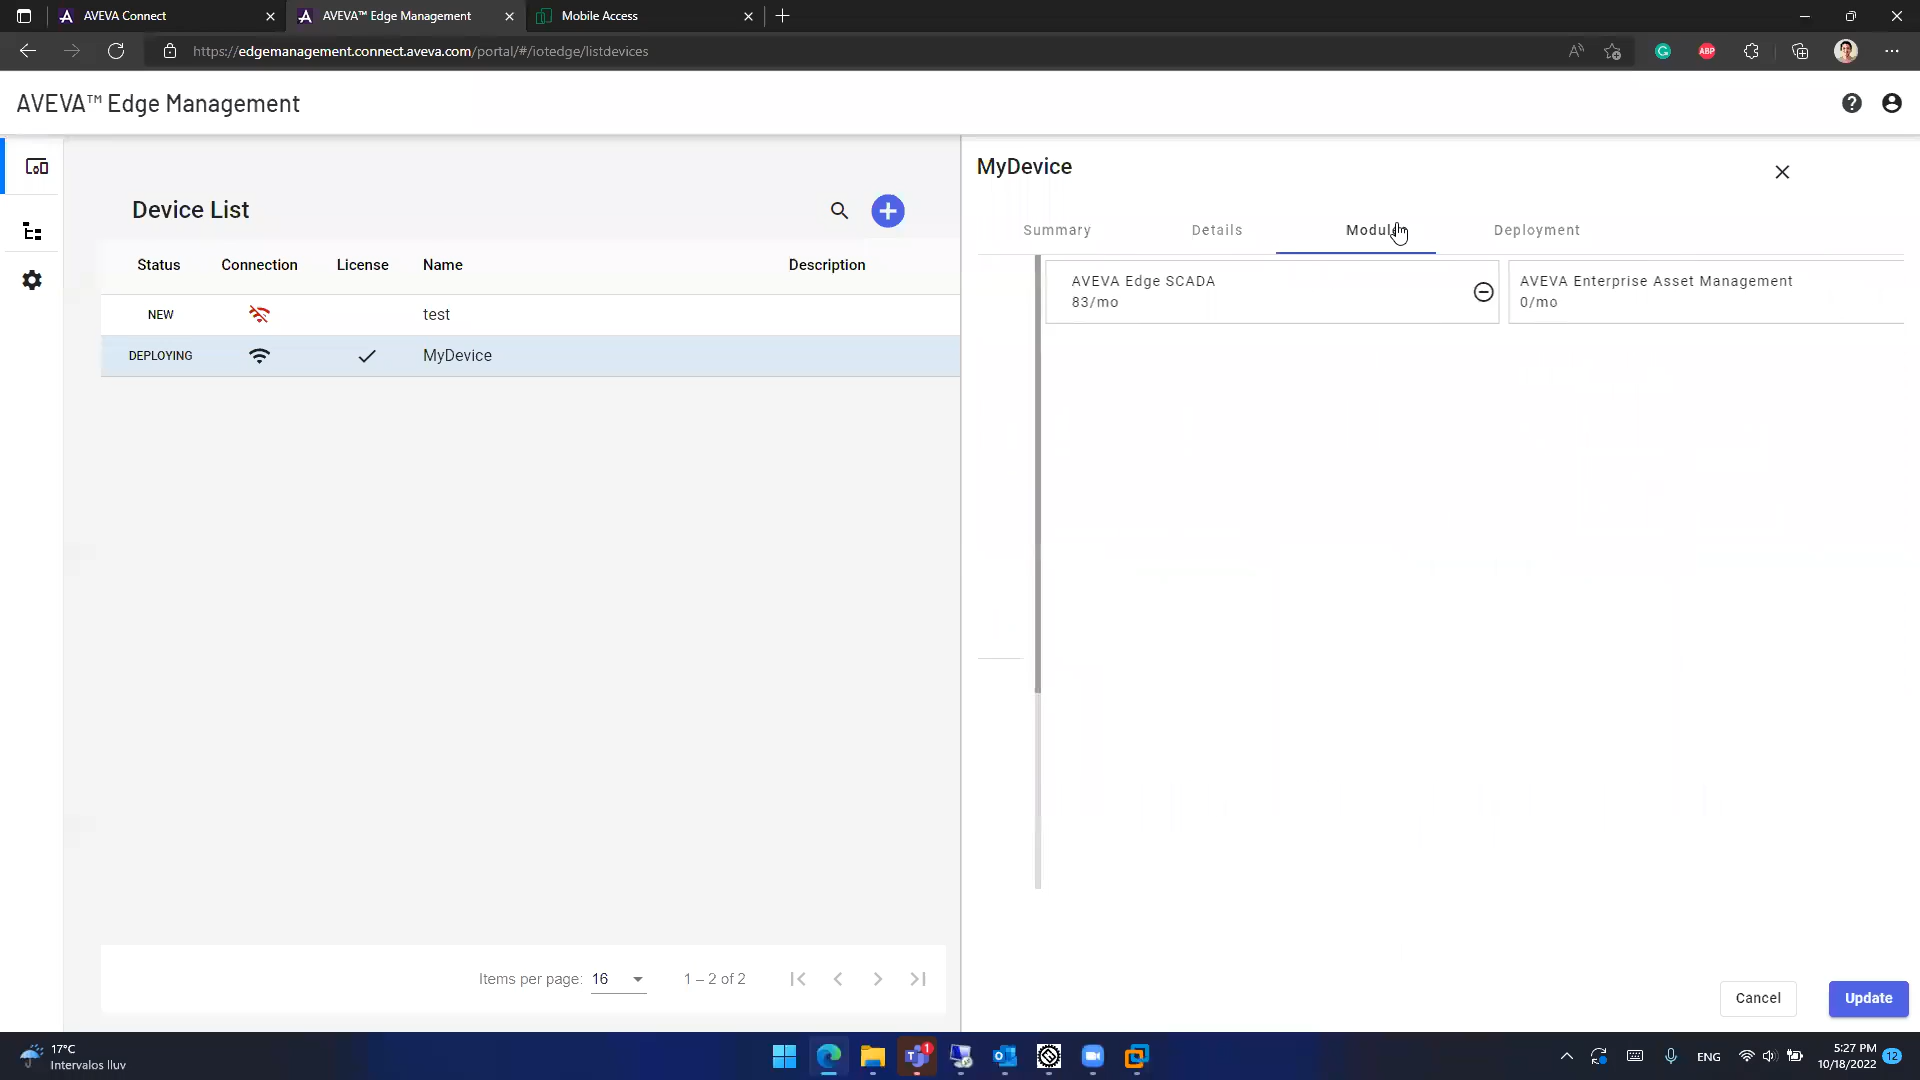 AVEVA Connect
AVEVA™ Edge Management
Mobile Access
https://edgemanagement.connect.aveva.com/portal/#/iotedge/listdevices
ABP
AVEVA™ Edge Management
Device List
Status Connection License Name Description
NEW test
DEPLOYING MyDevice
Items per page: 16 1 – 2 of 2
MyDevice
Summary Details Modul Deployment
AVEVA Edge SCADA
83/mo
AVEVA Enterprise Asset Management
0/mo
Cancel Update
17°C
Intervalos lluv
1
ENG
5:27 PM
10/18/2022
12